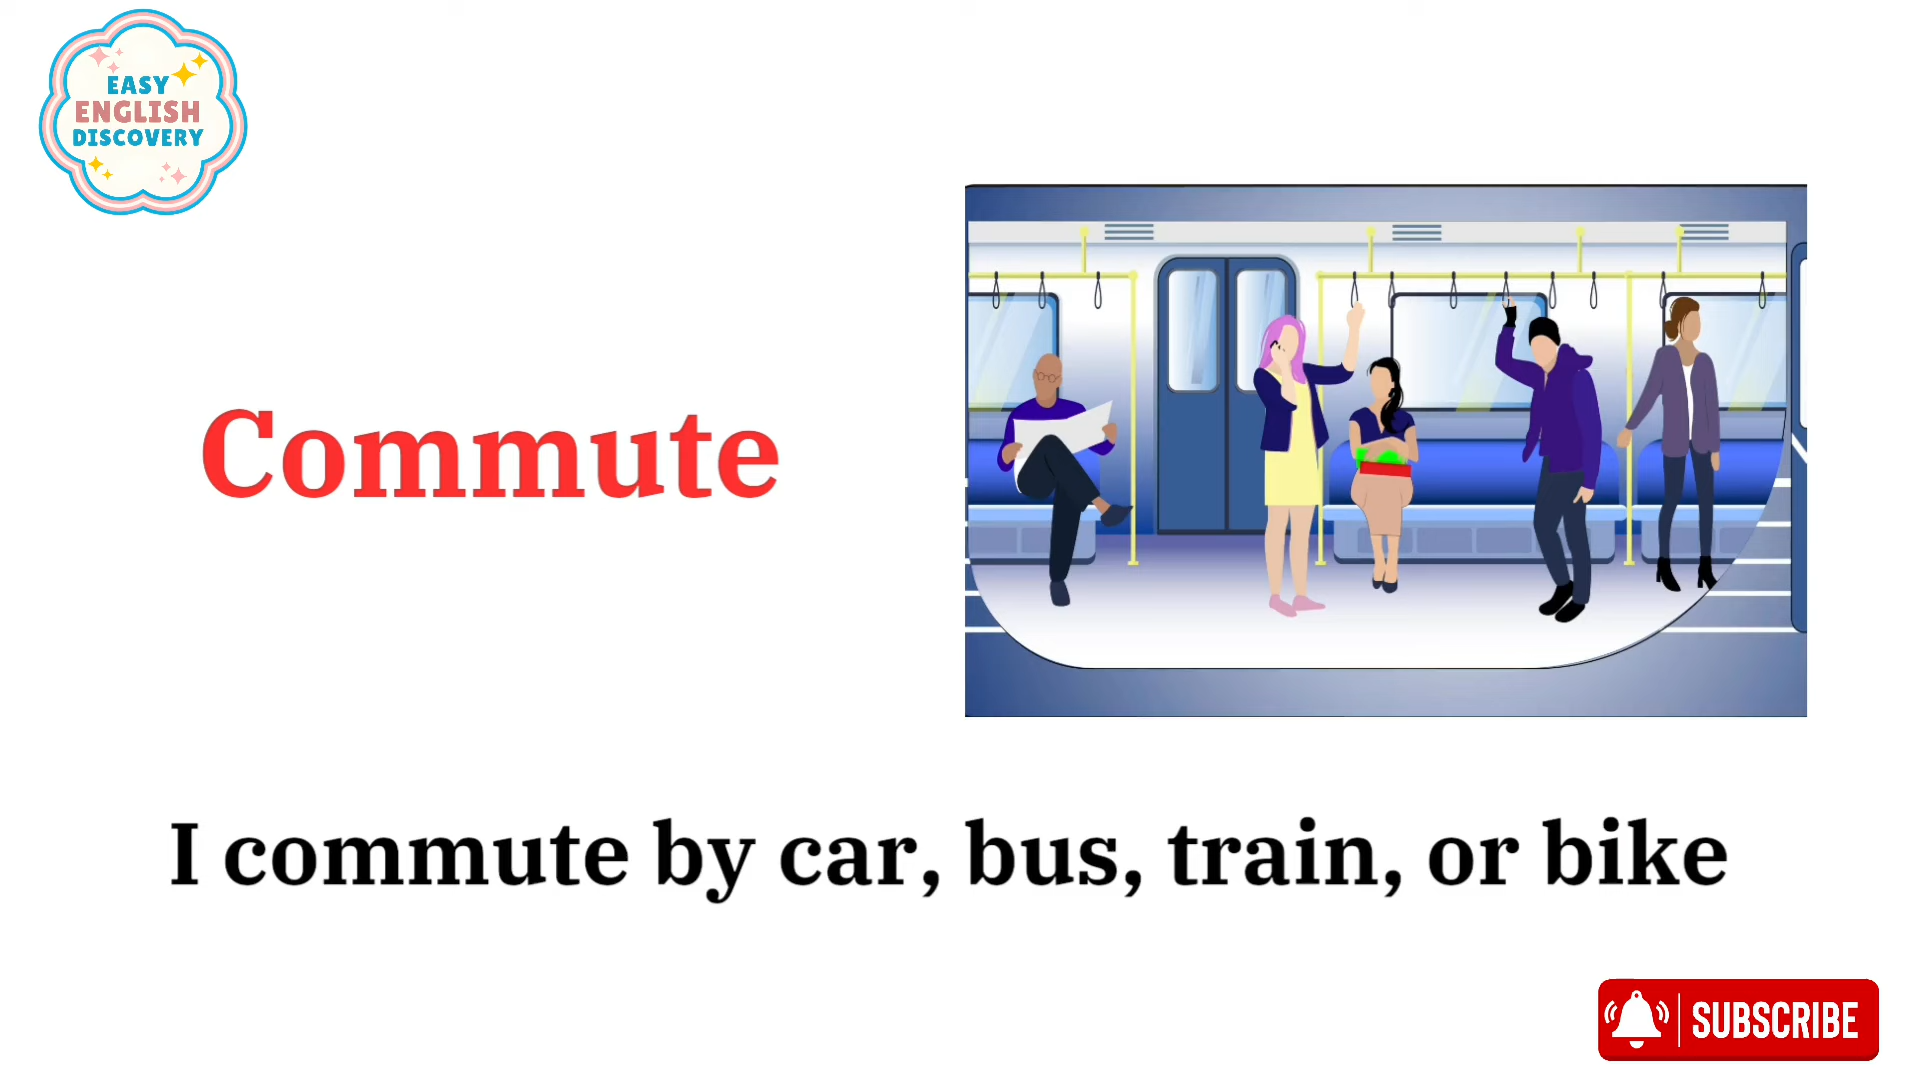 EASY
ENGLISH
DISCOVERY
Commute
I commute by car, bus, train, or bike
SUBSCRIBE